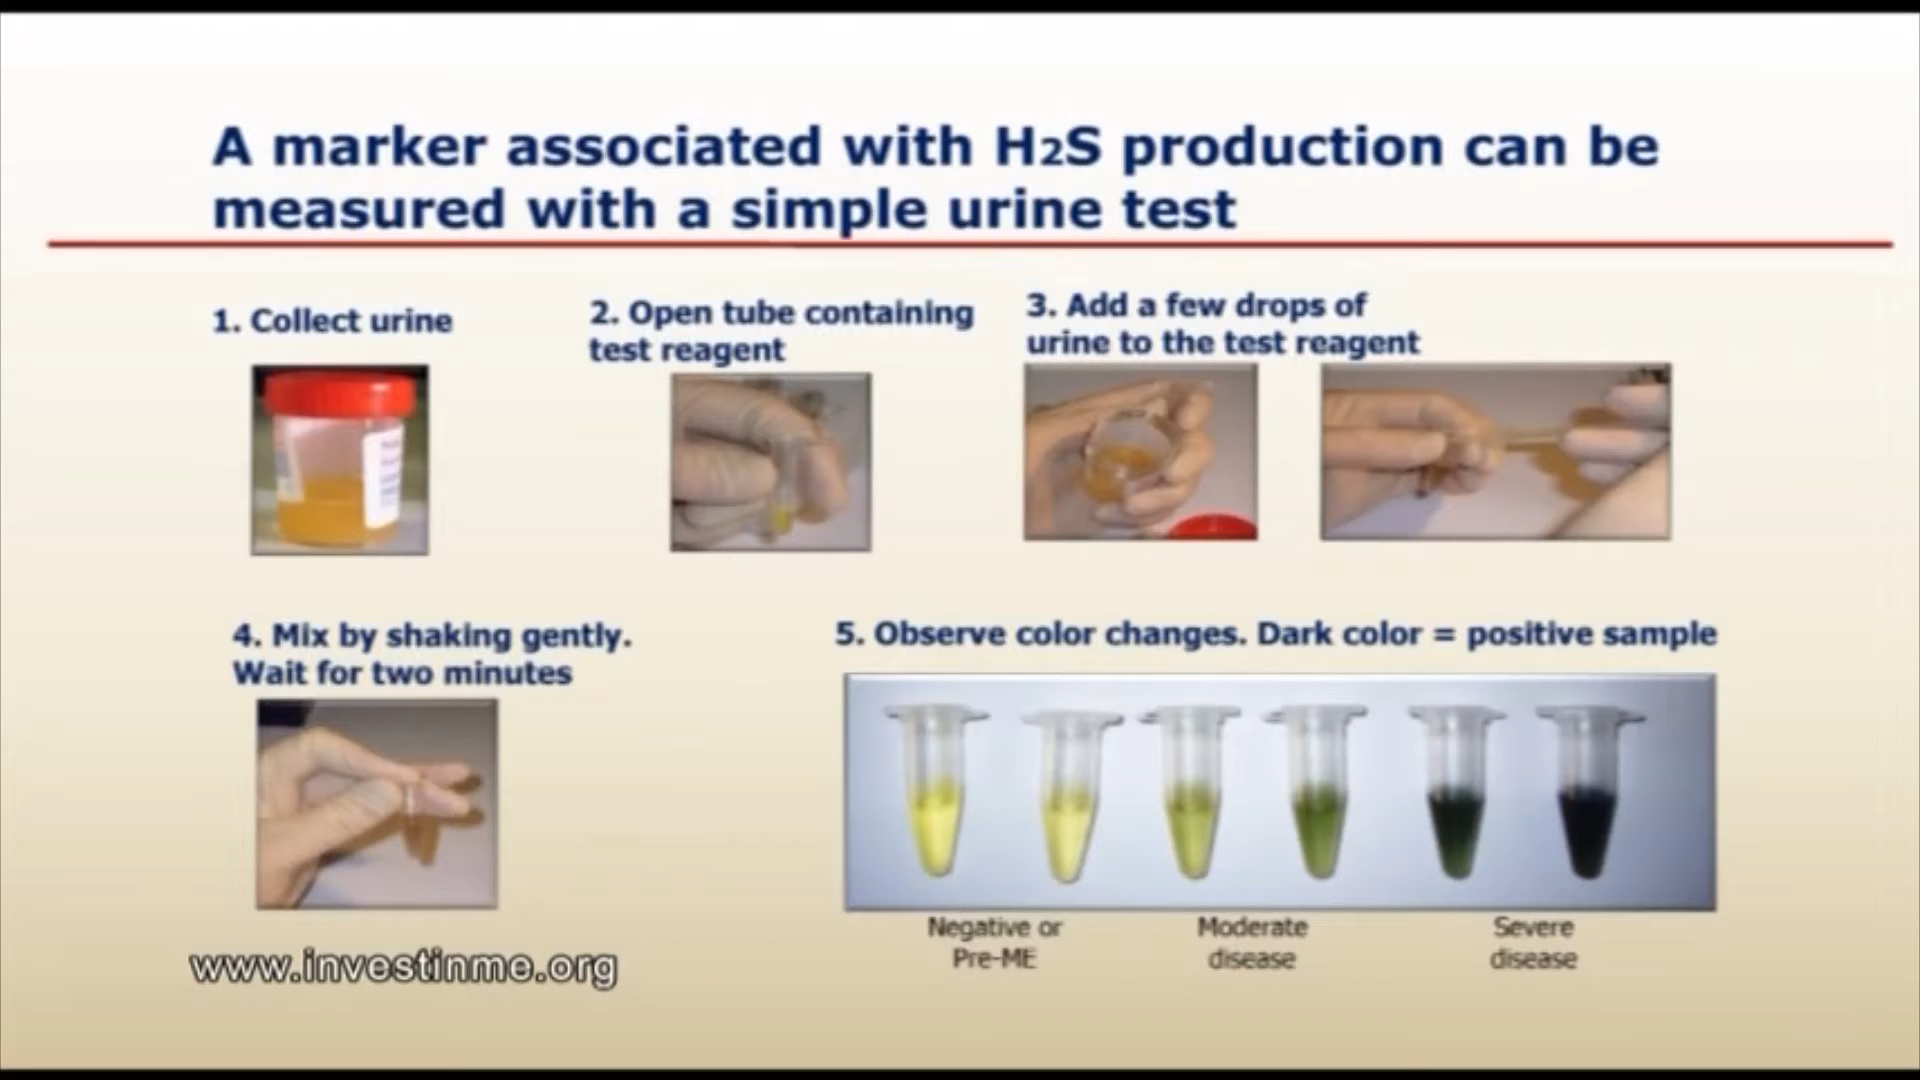 A marker associated with H2S production can be
measured with a simple urine test
1. Collect urine
2. Open tube containing
test reagent
3. Add a few drops of
urine to the test reagent
4. Mix by shaking gently.
Wait for two minutes
5. Observe color changes. Dark color = positive sample
Negative or
Pre-ME
Moderate
disease
Severe
disease
www.investinme.org